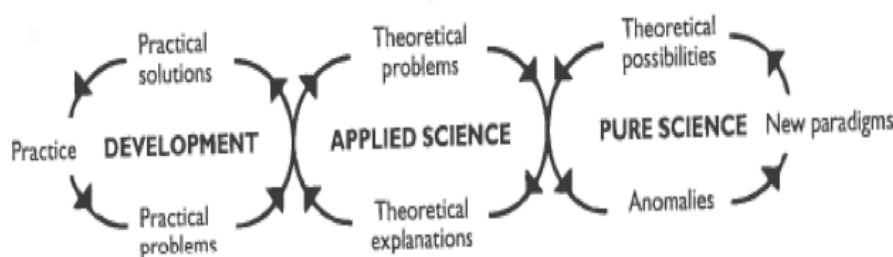 Practical
solutions
Theoretical
problems
Theoretical
possibilities
Practice
DEVELOPMENT
APPLIED SCIENCE
PURE SCIENCE
New paradigms
Practical
problems
Theoretical
explanations
Anomalies